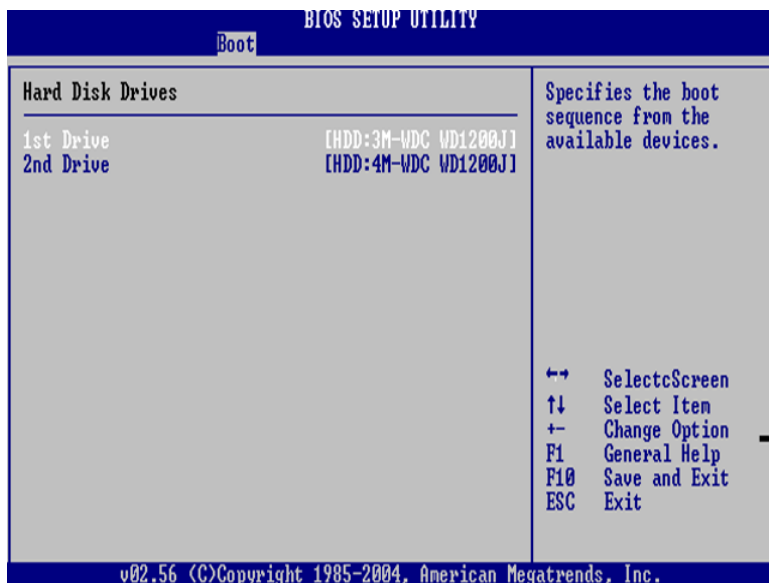 BIOS SETUP UTILITY
Boot
Hard Disk Drives
1st Drive [HDD:3M-WDC WD1200J]
2nd Drive [HDD:4M-WDC WD1200J]
Specifies the boot
sequence from the
available devices.
←→ SelectcScreen
↑↓ Select Item
+- Change Option
F1 General Help
F10 Save and Exit
ESC Exit
v02.56 (C)Copyright 1985-2004, American Megatrends, Inc.